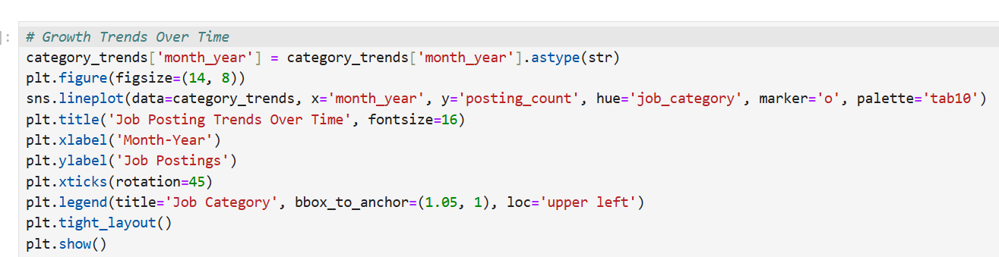 ]:
# Growth Trends Over Time
category_trends['month_year'] = category_trends['month_year'].astype(str)
plt.figure(figsize=(14, 8))
sns.lineplot(data=category_trends, x='month_year', y='posting_count', hue='job_category', marker='o', palette='tab10')
plt.title('Job Posting Trends Over Time', fontsize=16)
plt.xlabel('Month-Year')
plt.ylabel('Job Postings')
plt.xticks(rotation=45)
plt.legend(title='Job Category', bbox_to_anchor=(1.05, 1), loc='upper left')
plt.tight_layout()
plt.show()